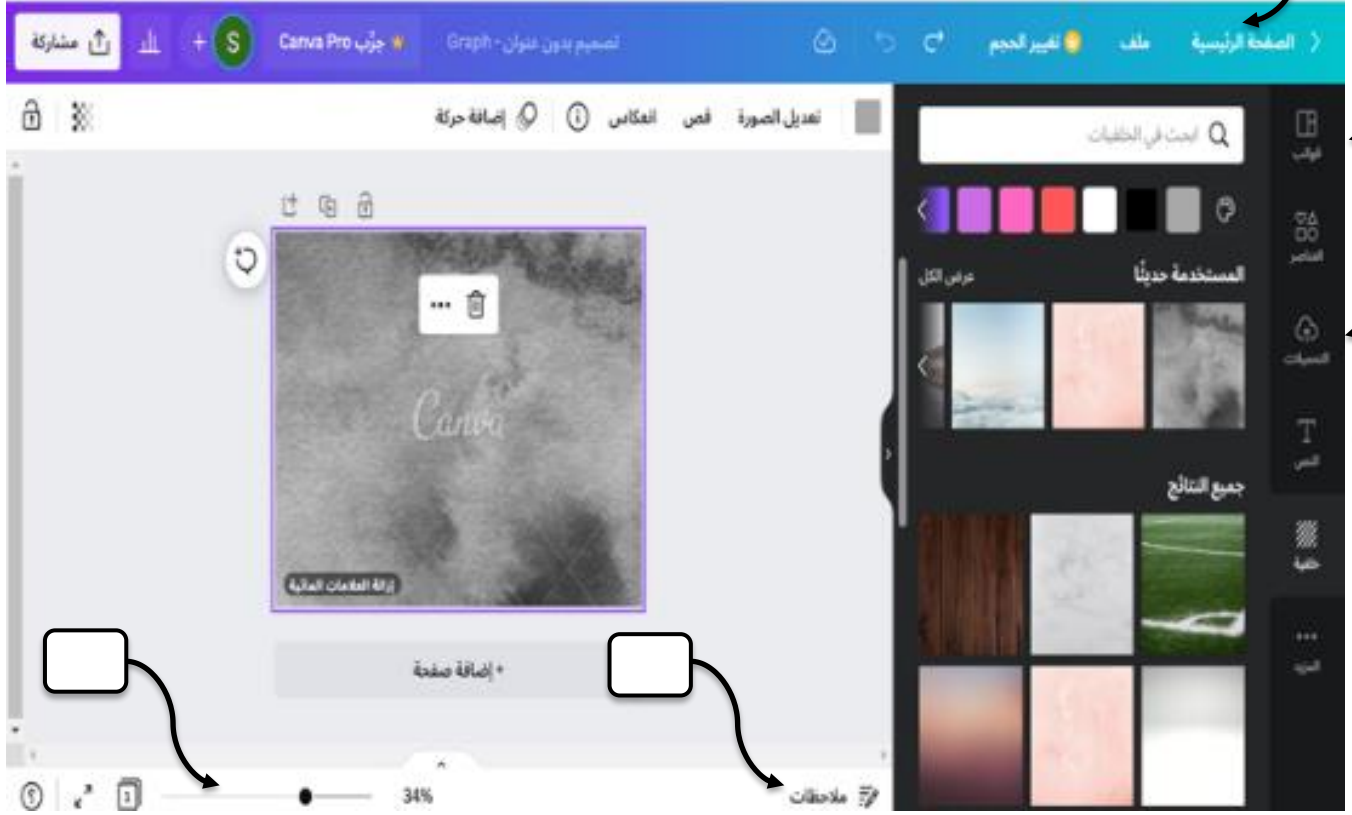 الصفحة الرئيسية
ملف
تغيير الحجم
تصميم بدون عنوان - Graph
جرِّب Canva Pro
S
+
مشاركة
قوالب
العناصر
التحميلات
النص
خلفية
المزيد
ابحث في الخلفيات
المستخدمة حديثًا
عرض الكل
جميع النتائج
تعديل الصورة
قص
انعكاس
إضافة حركة
Canva
إزالة العلامات المائية
+ إضافة صفحة
ملاحظات
34%
1
؟